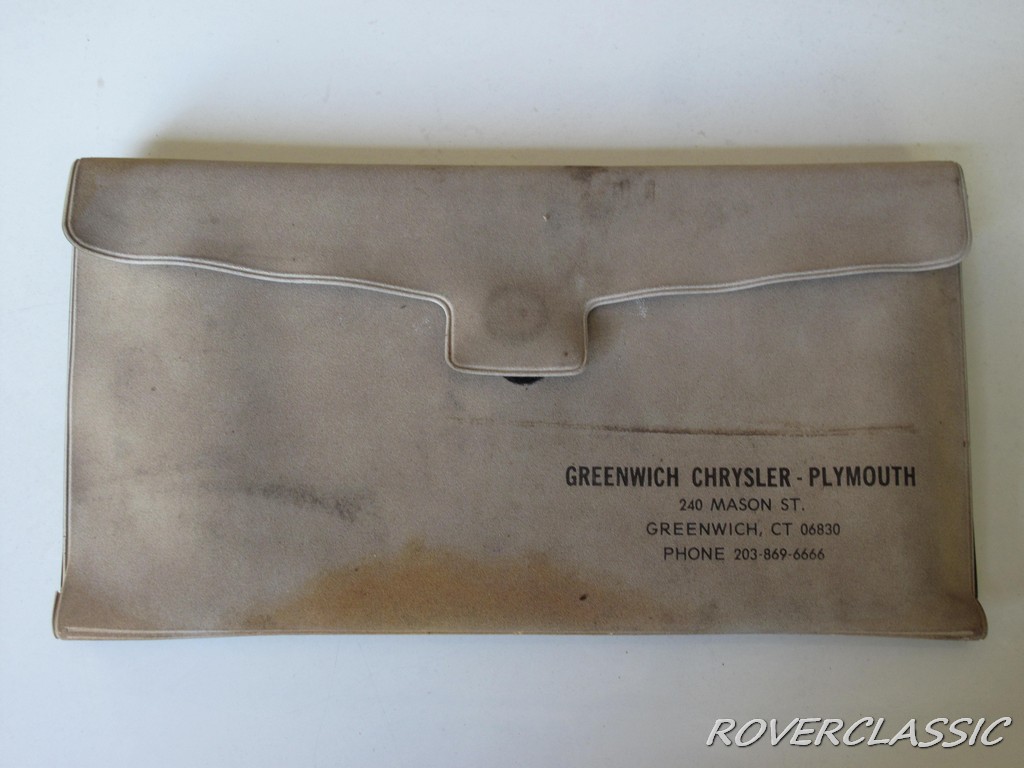 GREENWICH CHRYSLER - PLYMOUTH
240 MASON ST.
GREENWICH, CT 06830
PHONE 203-869-6666
ROVERCLASSIC